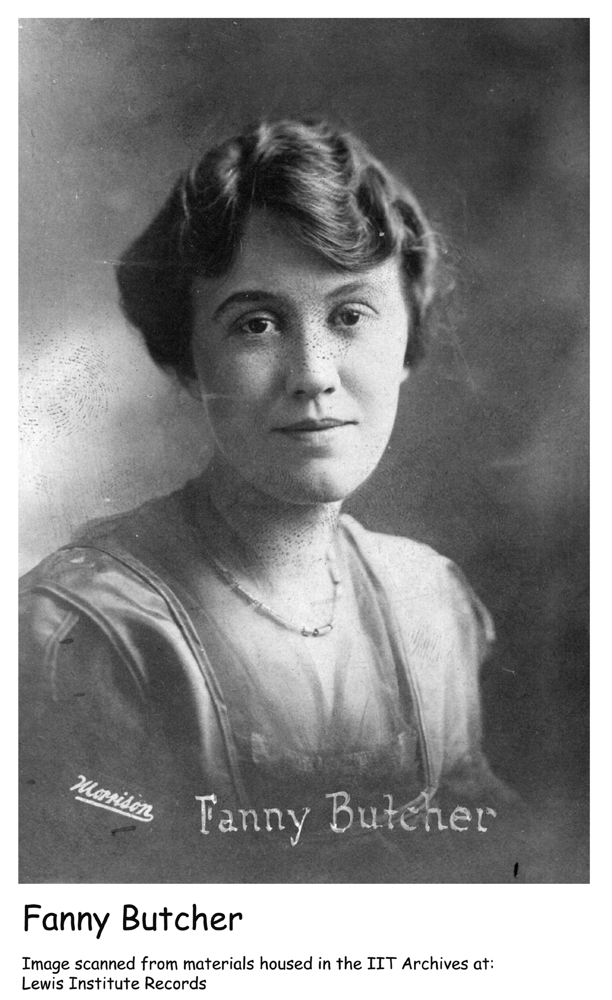 Morrison
Fanny Butcher
Fanny Butcher
Image scanned from materials housed in the IIT Archives at:
Lewis Institute Records